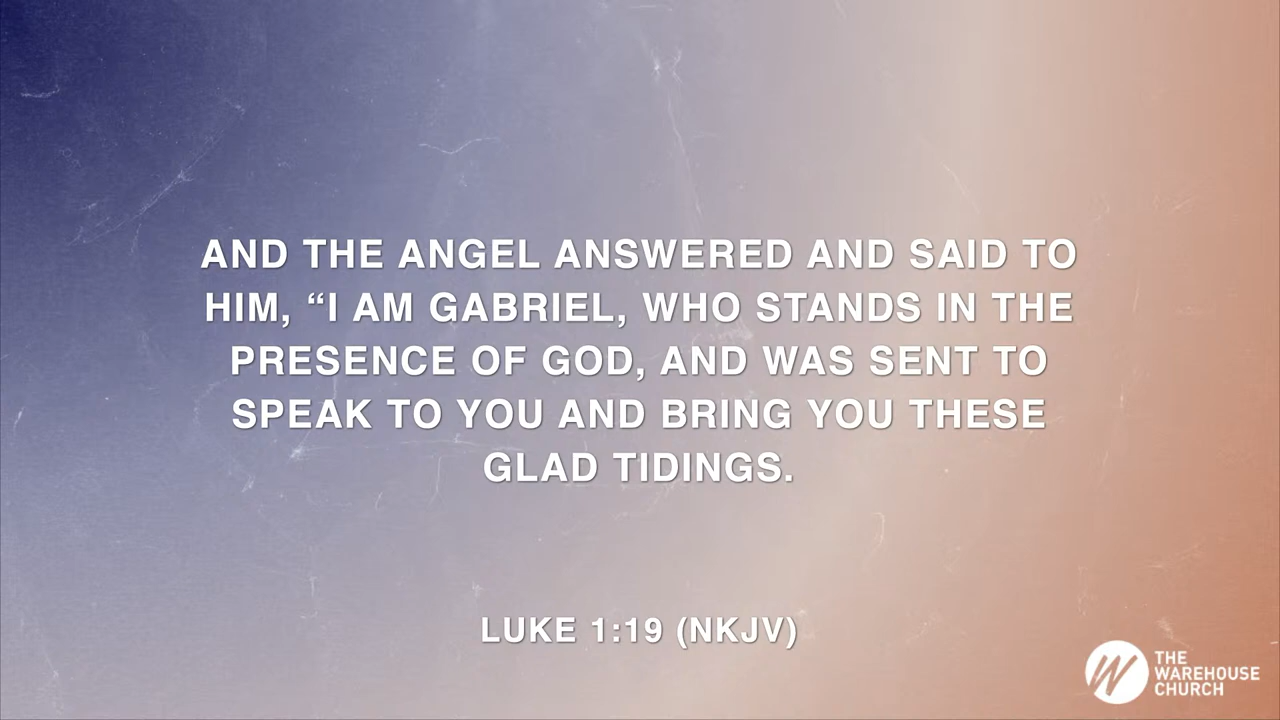 AND THE ANGEL ANSWERED AND SAID TO
HIM, “I AM GABRIEL, WHO STANDS IN THE
PRESENCE OF GOD, AND WAS SENT TO
SPEAK TO YOU AND BRING YOU THESE
GLAD TIDINGS.
LUKE 1:19 (NKJV)
THE
WAREHOUSE
CHURCH